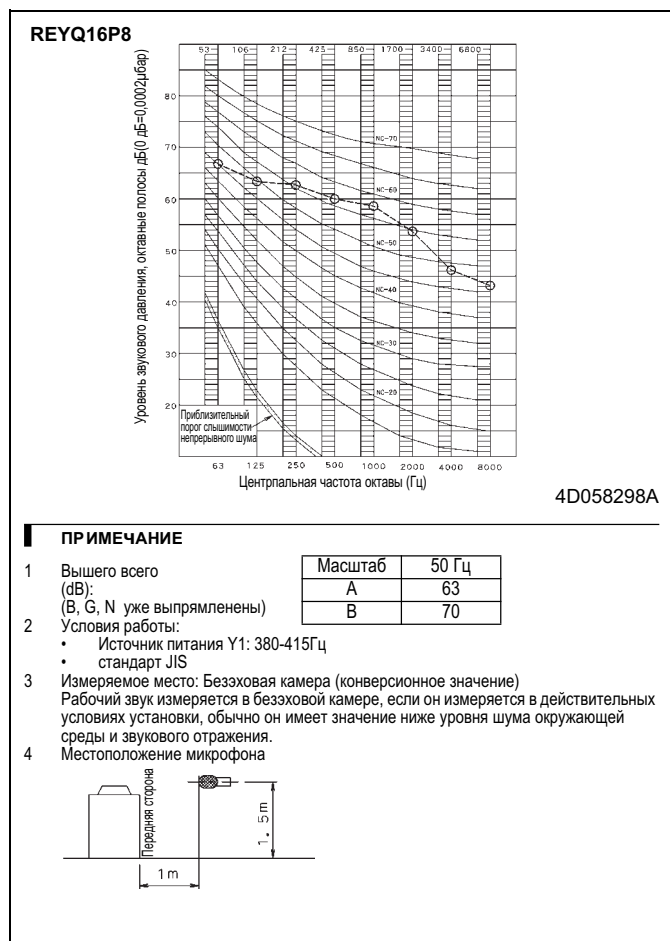 REYQ16P8
53 106 212 425 850 1700 3400 6800
Уровень звукового давления, октавные полосы дБ(0 дБ=0,0002µбар)
80
70
60
50
40
30
20
NC-70
NC-60
NC-50
NC-40
NC-30
NC-20
Приблизительный
порог слышимости
непрерывного шума
63 125 250 500 1000 2000 4000 8000
Центрпальная частота октавы (Гц)
4D058298A
ПРИМЕЧАНИЕ
1 Вышего всего
(dB):
(B, G, N уже выпрямленены)
Масштаб 50 Гц
A 63
B 70
2 Условия работы:
• Источник питания Y1: 380-415Гц
• стандарт JIS
3 Измеряемое место: Безэховая камера (конверсионное значение)
Рабочий звук измеряется в безэховой камере, если он измеряется в действительных
условиях установки, обычно он имеет значение ниже уровня шума окружающей
среды и звукового отражения.
4 Местоположение микрофона
Передняя сторона
1m
1. 5m